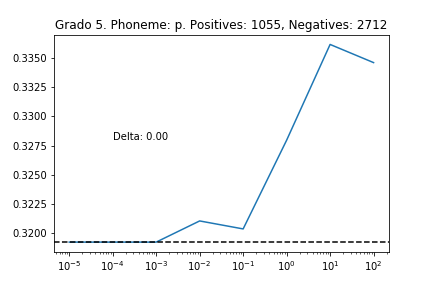 Grado 5. Phoneme: p. Positives: 1055, Negatives: 2712
0.3350
0.3325
0.3300
0.3275
0.3250
0.3225
0.3200
Delta: 0.00
10⁻⁵ 10⁻⁴ 10⁻³ 10⁻² 10⁻¹ 10⁰ 10¹ 10²